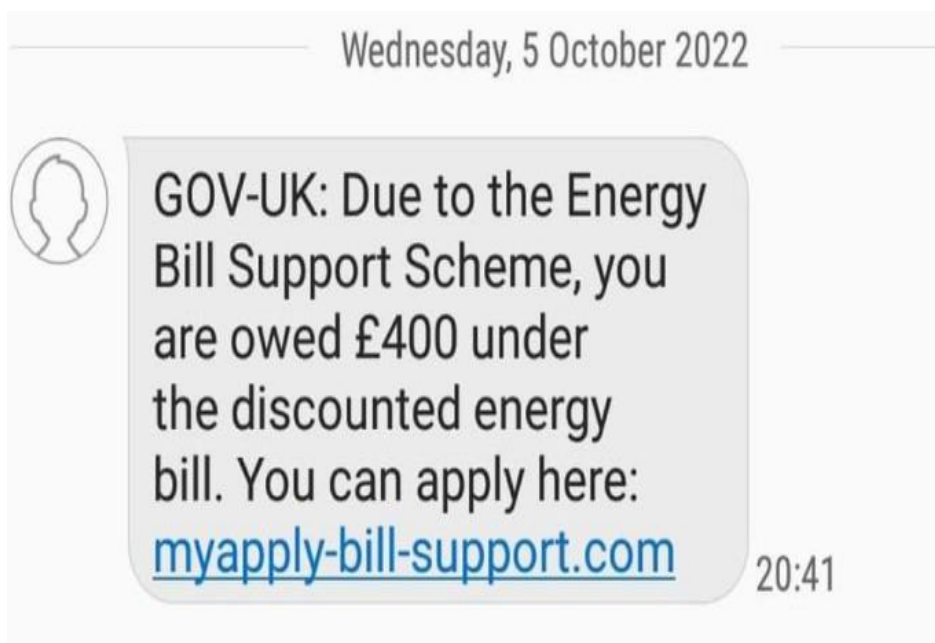 Wednesday, 5 October 2022
GOV-UK: Due to the Energy
Bill Support Scheme, you
are owed £400 under
the discounted energy
bill. You can apply here:
myapply-bill-support.com
20:41